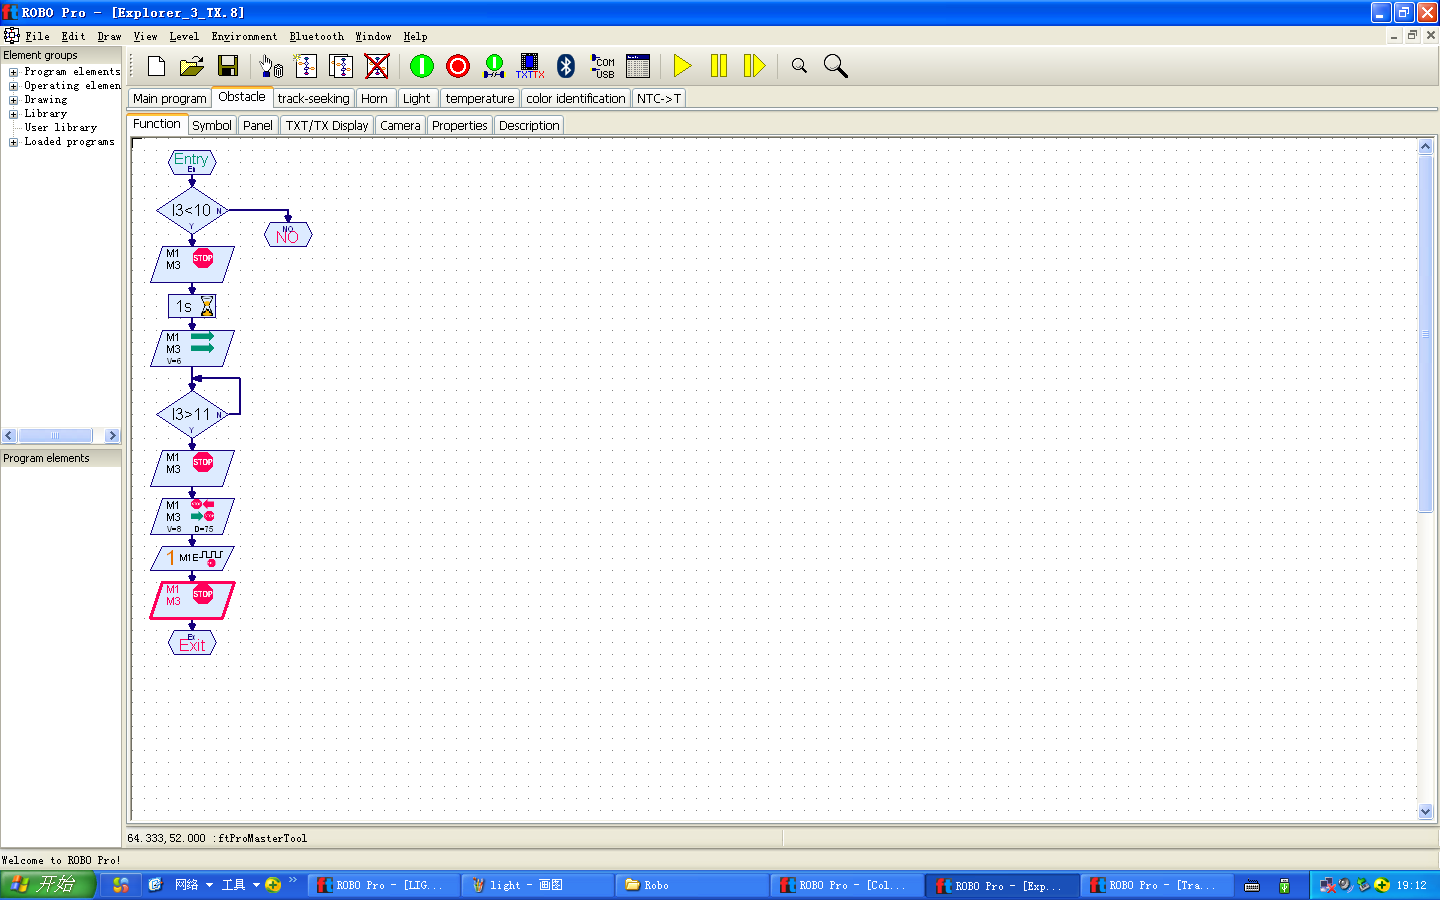 ROBO Pro - [Explorer_3_TX.8]
File Edit Draw View Level Environment Bluetooth Window Help
Element groups
Program elements
Operating elemen
Drawing
Library
User library
Loaded programs
Program elements
TXT TX
COM
USB
Main program Obstacle track-seeking Horn Light temperature color identification NTC->T
Function Symbol Panel TXT/TX Display Camera Properties Description
Entry
En
I3<10 N
Y
NO
NO
M1 STOP
M3
1s
M1
M3
V=6
I3>11 N
Y
M1 STOP
M3
M1
M3
V=8 D=75
1 M1E
M1 STOP
M3
Ex
Exit
64.333,52.000 :ftProMasterTool
Welcome to ROBO Pro!
开始 网络 工具 » ROBO Pro - [LIG... light - 画图 Robo ROBO Pro - [Col... ROBO Pro - [Exp... ROBO Pro - [Tra... 19:12